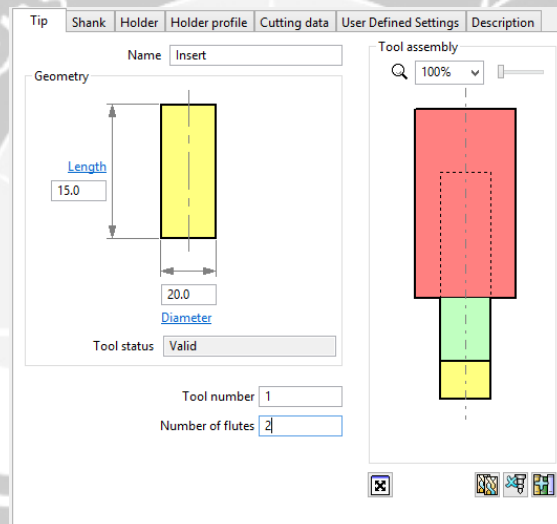 Tip Shank Holder Holder profile Cutting data User Defined Settings Description
Name Insert
Geometry
Length
15.0
20.0
Diameter
Tool status Valid
Tool number 1
Number of flutes 2
Tool assembly
100%